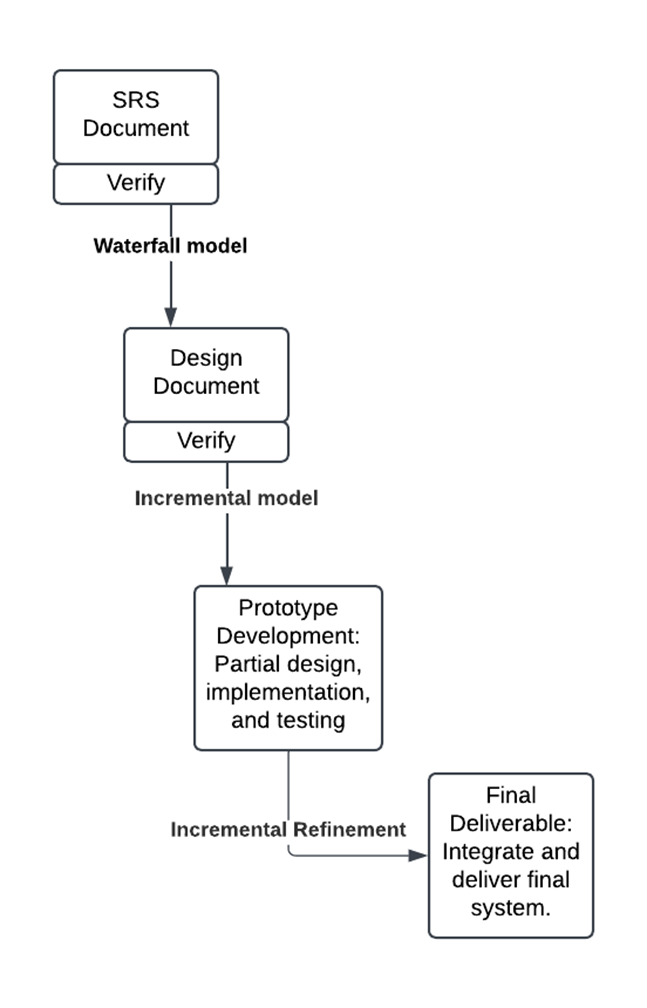 SRS
Document
Verify
Waterfall model
Design
Document
Verify
Incremental model
Prototype
Development:
Partial design,
implementation,
and testing
Incremental Refinement
Final
Deliverable:
Integrate and
deliver final
system.